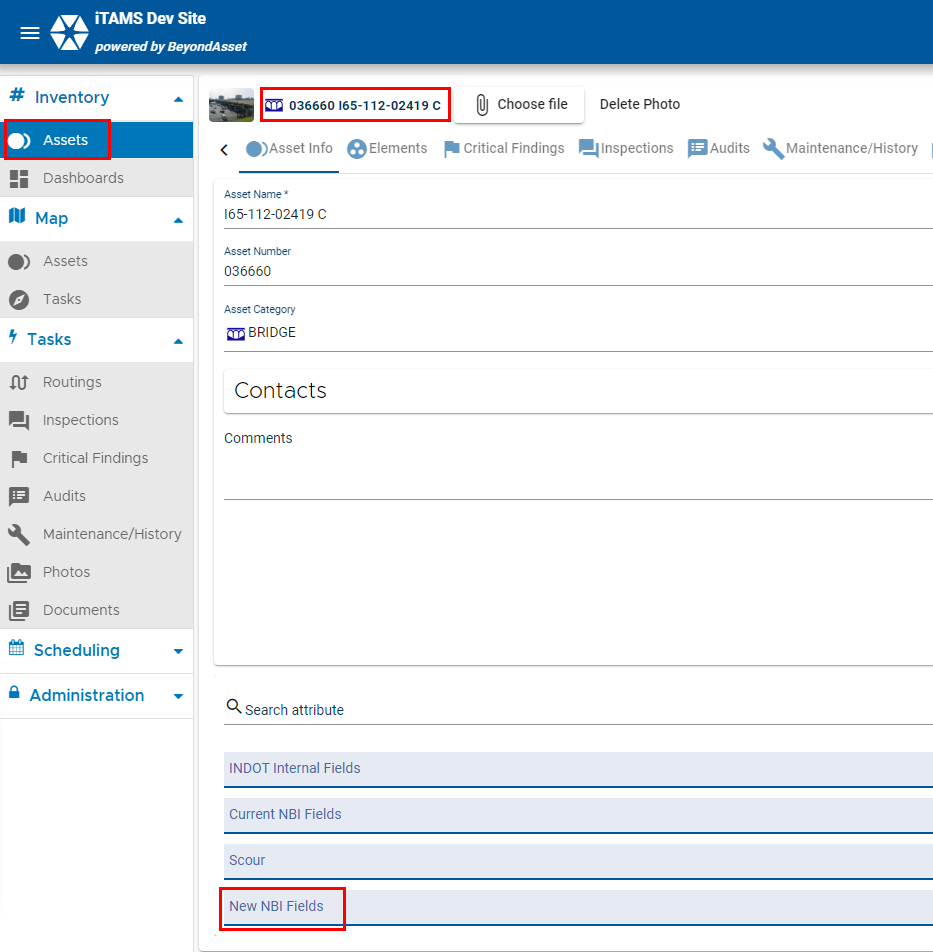 iTAMS Dev Site
powered by BeyondAsset
Inventory
Assets
Dashboards
Map
Assets
Tasks
Tasks
Routings
Inspections
Critical Findings
Audits
Maintenance/History
Photos
Documents
Scheduling
Administration
036660 I65-112-02419 C
Choose file
Delete Photo
Asset Info
Elements
Critical Findings
Inspections
Audits
Maintenance/History
Asset Name *
I65-112-02419 C
Asset Number
036660
Asset Category
BRIDGE
Contacts
Comments
Search attribute
INDOT Internal Fields
Current NBI Fields
Scour
New NBI Fields